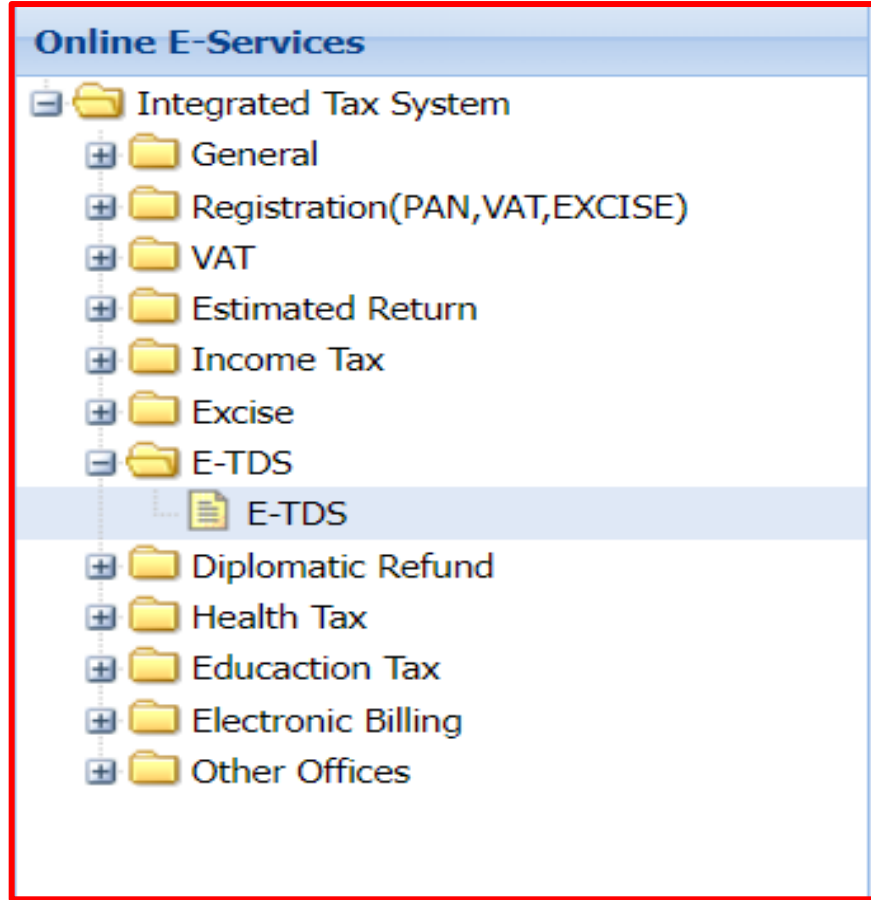 Online E-Services
Integrated Tax System
General
Registration(PAN,VAT,EXCISE)
VAT
Estimated Return
Income Tax
Excise
E-TDS
E-TDS
Diplomatic Refund
Health Tax
Educaction Tax
Electronic Billing
Other Offices